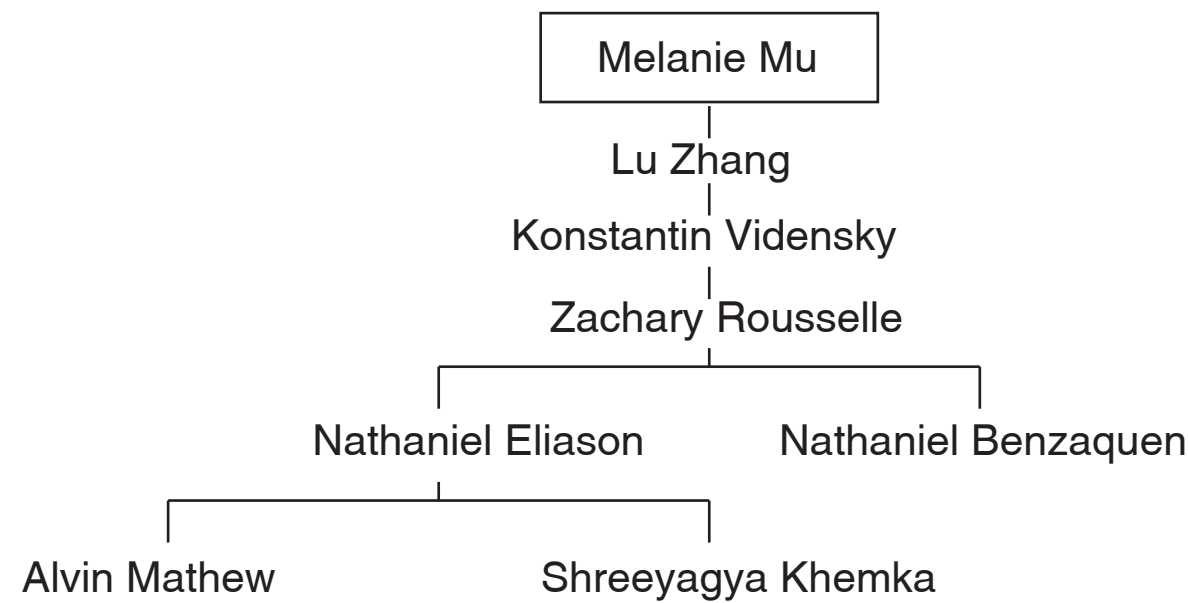 Melanie Mu
Lu Zhang
Konstantin Vidensky
Zachary Rousselle
Nathaniel Eliason
Nathaniel Benzaquen
Alvin Mathew
Shreeyagya Khemka